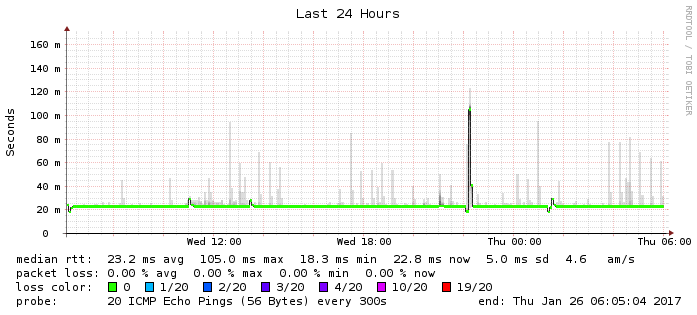 Last 24 Hours
RRDTOOL / TOBI OETIKER
Seconds
160 m
140 m
120 m
100 m
80 m
60 m
40 m
20 m
0
Wed 12:00 Wed 18:00 Thu 00:00 Thu 06:00
median rtt: 23.2 ms avg 105.0 ms max 18.3 ms min 22.8 ms now 5.0 ms sd 4.6 am/s
packet loss: 0.00 % avg 0.00 % max 0.00 % min 0.00 % now
loss color: 0 1/20 2/20 3/20 4/20 10/20 19/20
probe: 20 ICMP Echo Pings (56 Bytes) every 300s end: Thu Jan 26 06:05:04 2017